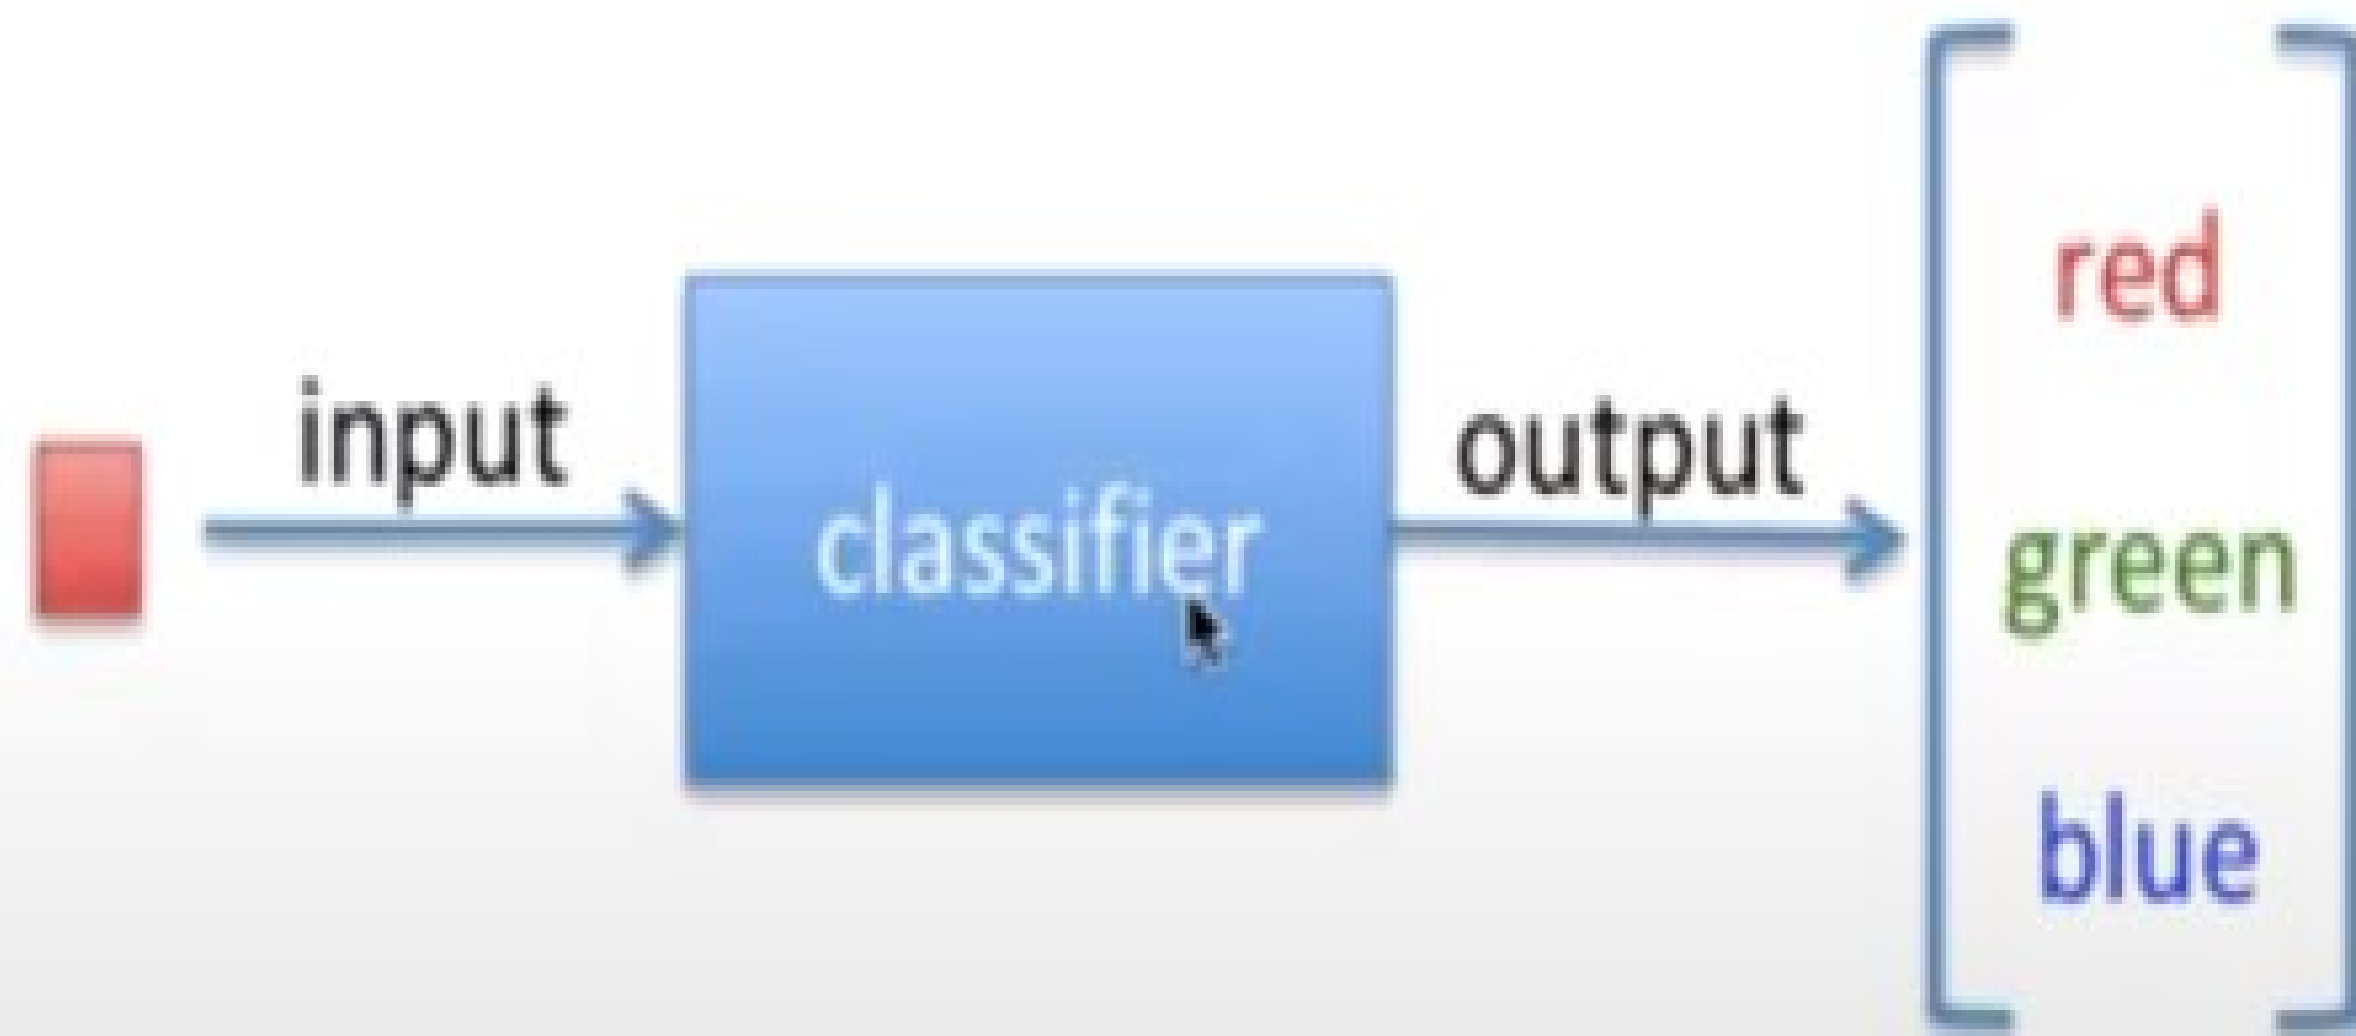 input
classifier
output
red
green
blue